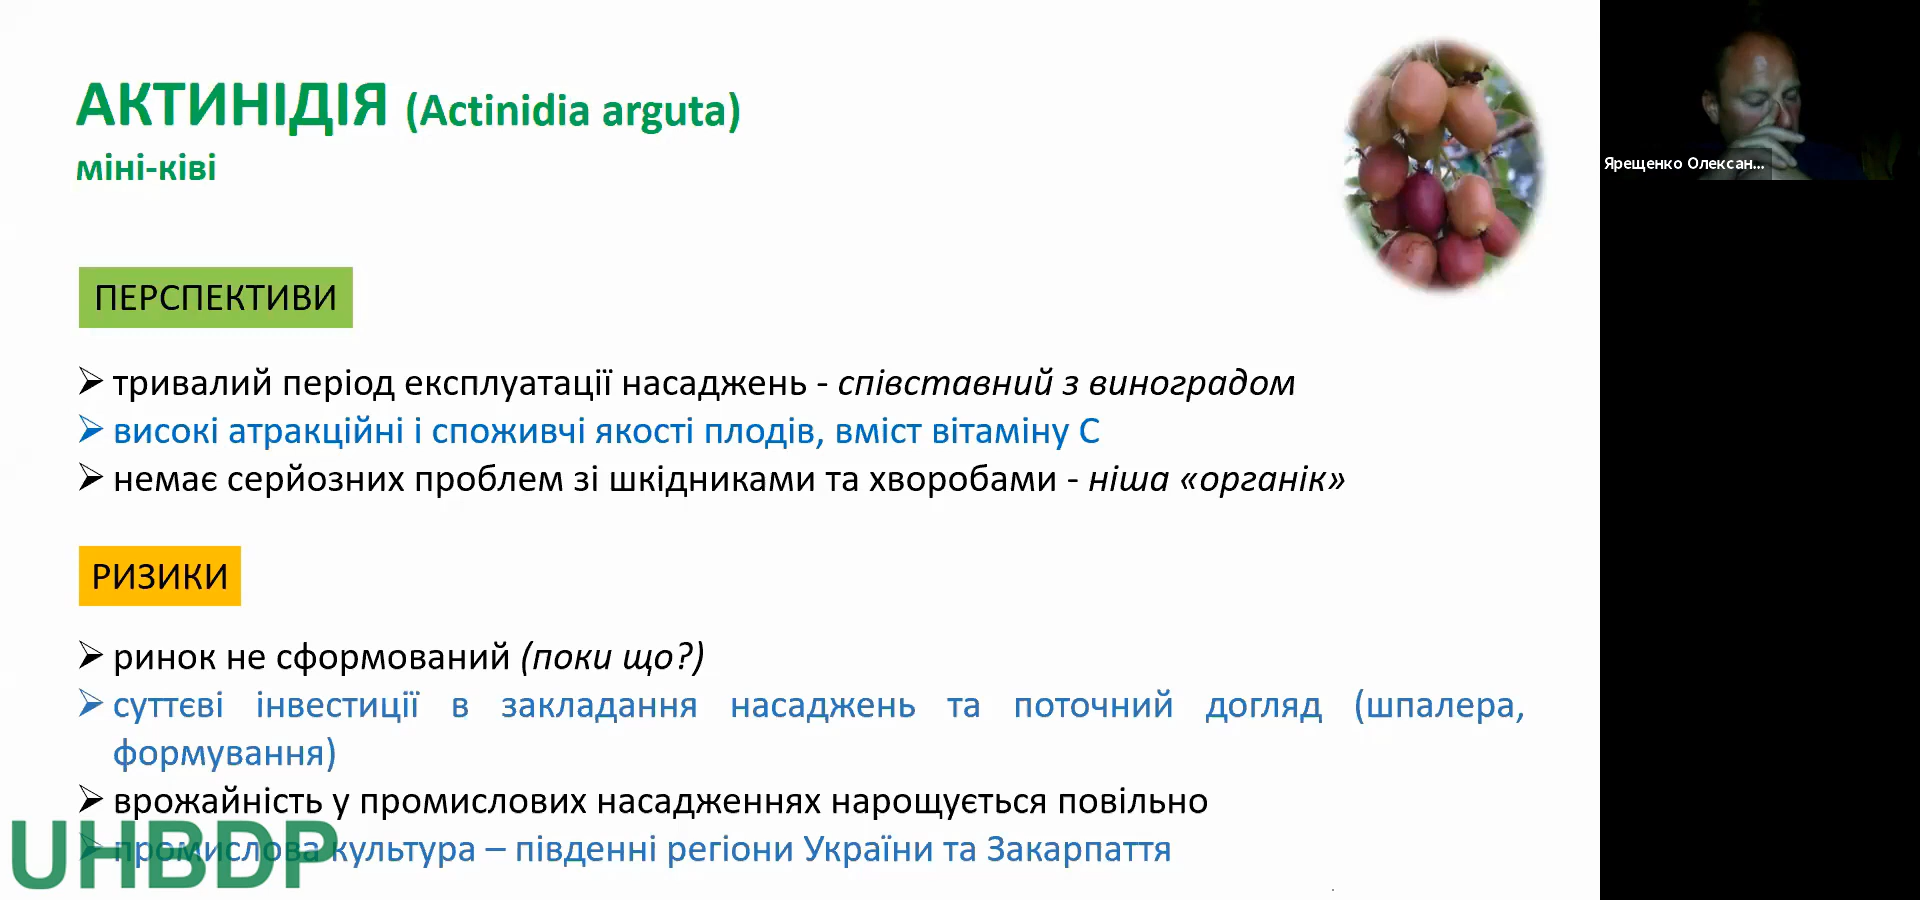 АКТИНІДІЯ (Actinidia arguta)
міні-ківі
ПЕРСПЕКТИВИ
тривалий період експлуатації насаджень - співставний з виноградом
високі атракційні і споживчі якості плодів, вміст вітаміну С
немає серйозних проблем зі шкідниками та хворобами - ніша «органік»
РИЗИКИ
ринок не сформований (поки що?)
суттєві інвестиції в закладання насаджень та поточний догляд (шпалера,
формування)
врожайність у промислових насадженнях нарощується повільно
промислова культура – південні регіони України та Закарпаття
UHBDP
Ярещенко Олексан...